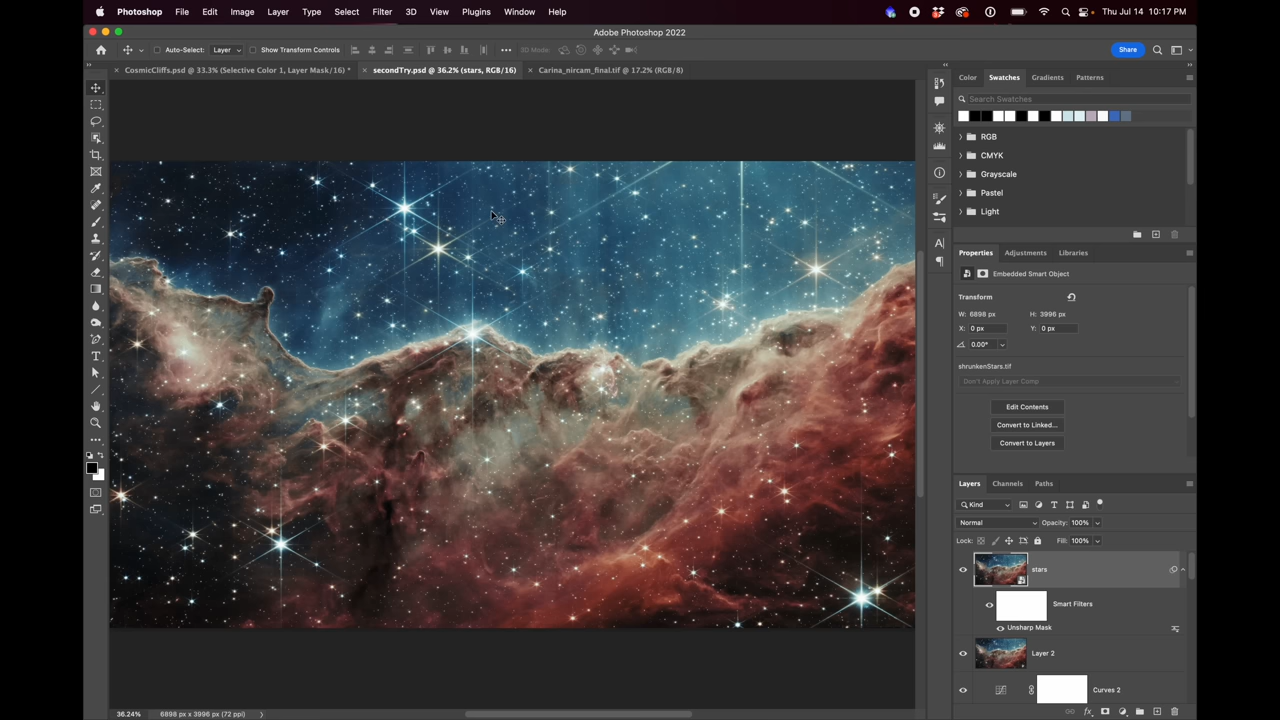 Photoshop File Edit Image Layer Type Select Filter 3D View Plugins Window Help Thu Jul 14 10:17 PM
Adobe Photoshop 2022
Auto-Select: Layer Show Transform Controls 3D Mode: Share
CosmicCliffs.psd @ 33.3% (Selective Color 1, Layer Mask/16) * secondTry.psd @ 36.2% (stars, RGB/16) Carina_nircam_final.tif @ 17.2% (RGB/8)
Color Swatches Gradients Patterns
Search Swatches
RGB
CMYK
Grayscale
Pastel
Light
Properties Adjustments Libraries
Embedded Smart Object
Transform
W: 6898 px H: 3996 px
X: 0 px Y: 0 px
0.00°
shrunkenStars.tif
Don't Apply Layer Comp
Edit Contents
Convert to Linked...
Convert to Layers
Layers Channels Paths
Kind
Normal Opacity: 100%
Lock: Fill: 100%
stars
Smart Filters
Unsharp Mask
Layer 2
Curves 2
36.24% 6898 px x 3996 px (72 ppi)